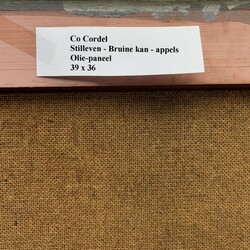 Co Cordel
Stilleven - Bruine kan - appels
Olie-paneel
39 x 36